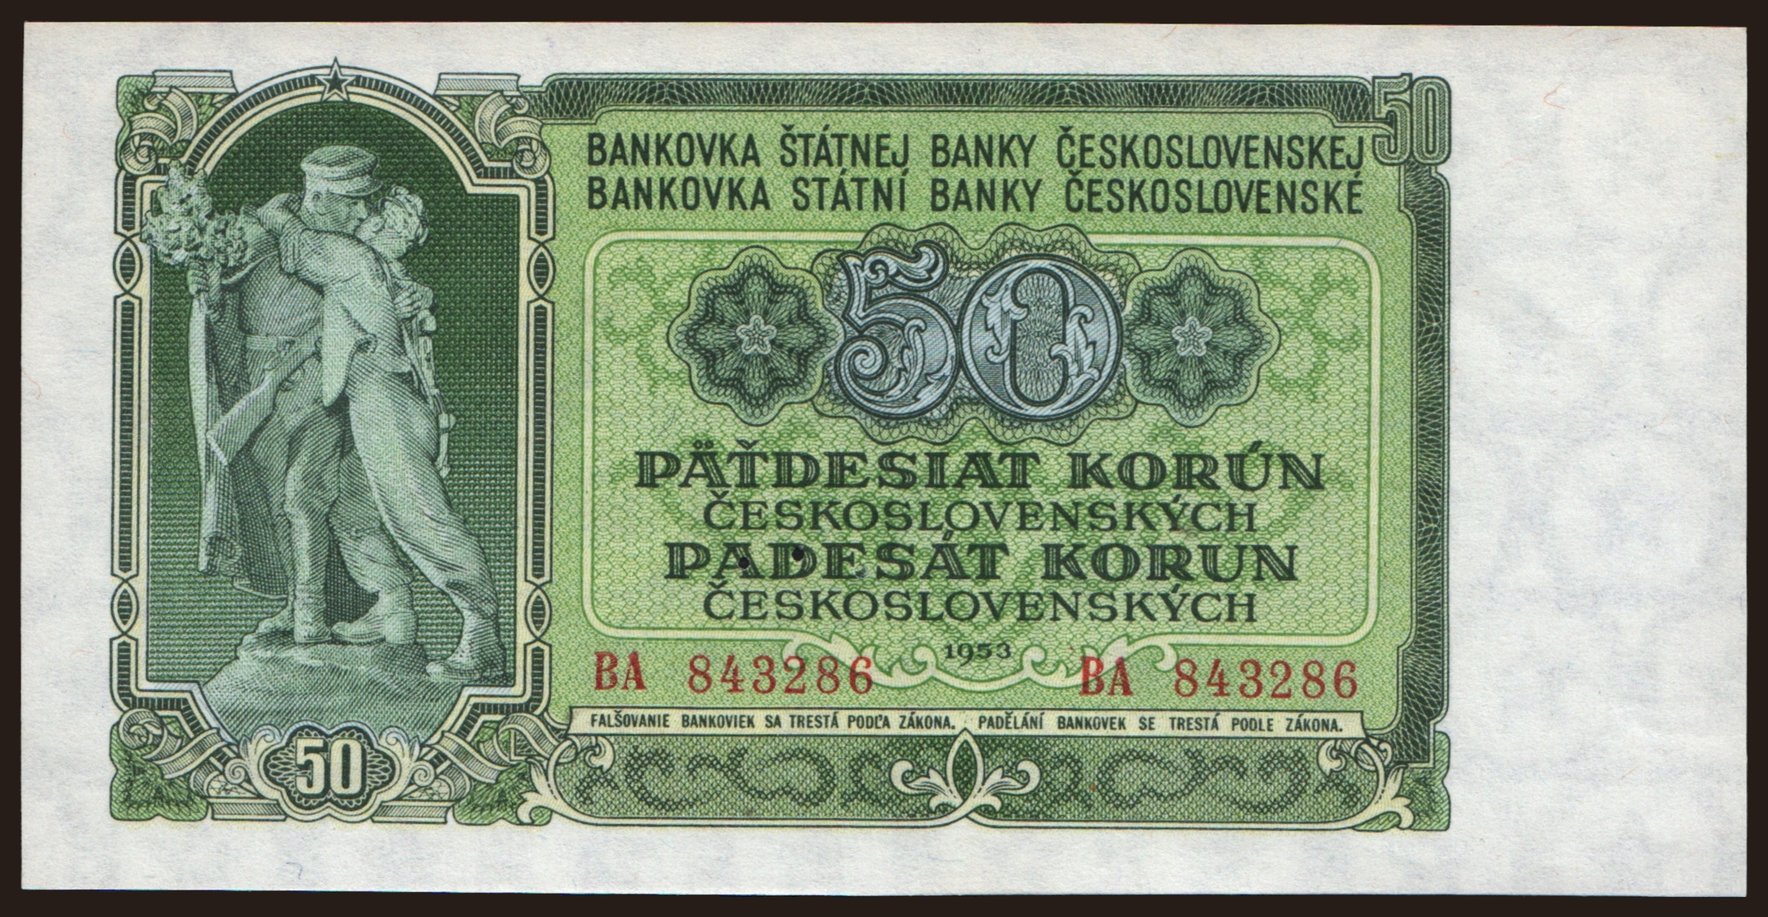 50
BANKOVKA ŠTÁTNEJ BANKY ČESKOSLOVENSKEJ
BANKOVKA STÁTNÍ BANKY ČESKOSLOVENSKÉ
50
PÄŤDESIAT KORÚN
ČESKOSLOVENSKÝCH
PADESÁT KORUN
ČESKOSLOVENSKÝCH
1953
BA 843286 BA 843286
FALŠOVANIE BANKOVIEK SA TRESTÁ PODĽA ZÁKONA. PADĚLÁNÍ BANKOVEK SE TRESTÁ PODLE ZÁKONA.
50